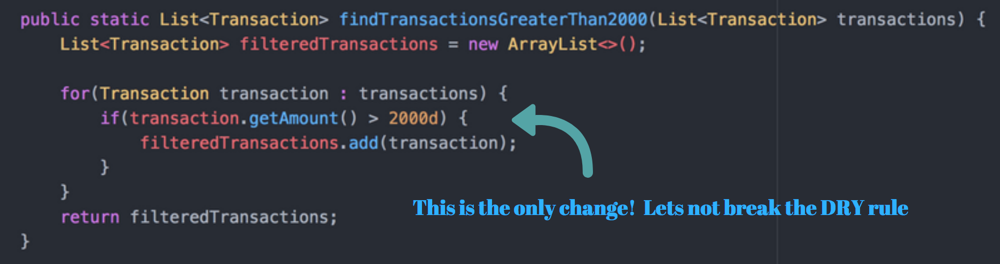 public static List<Transaction> findTransactionsGreaterThan2000(List<Transaction> transactions) {
    List<Transaction> filteredTransactions = new ArrayList<>();
    for(Transaction transaction : transactions) {
        if(transaction.getAmount() > 2000d) {
            filteredTransactions.add(transaction);
        }
    }
This is the only change! Lets not break the DRY rule
    return filteredTransactions;
}